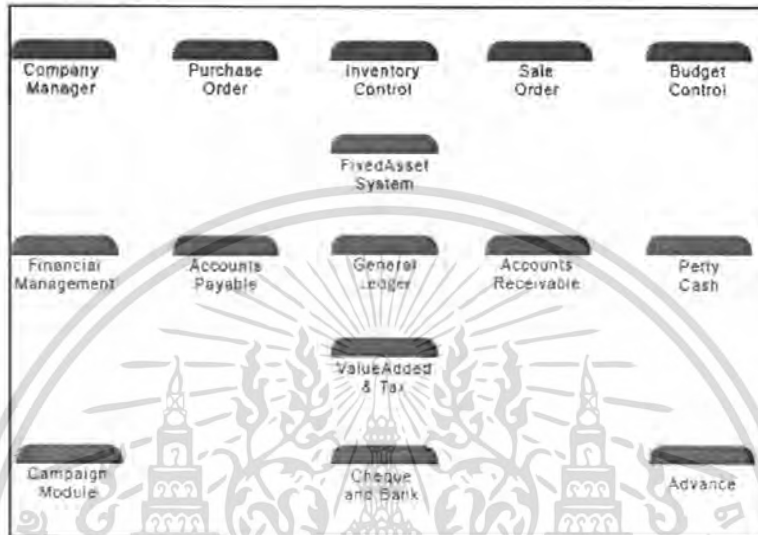 Company
Manager
Purchase
Order
Inventory
Control
Sale
Order
Budget
Control
FixedAsset
System
Financial
Management
Accounts
Payable
General
Ledger
Accounts
Receivable
Petty
Cash
ValueAdded
& Tax
Campaign
Module
Cheque
and Bank
Advance